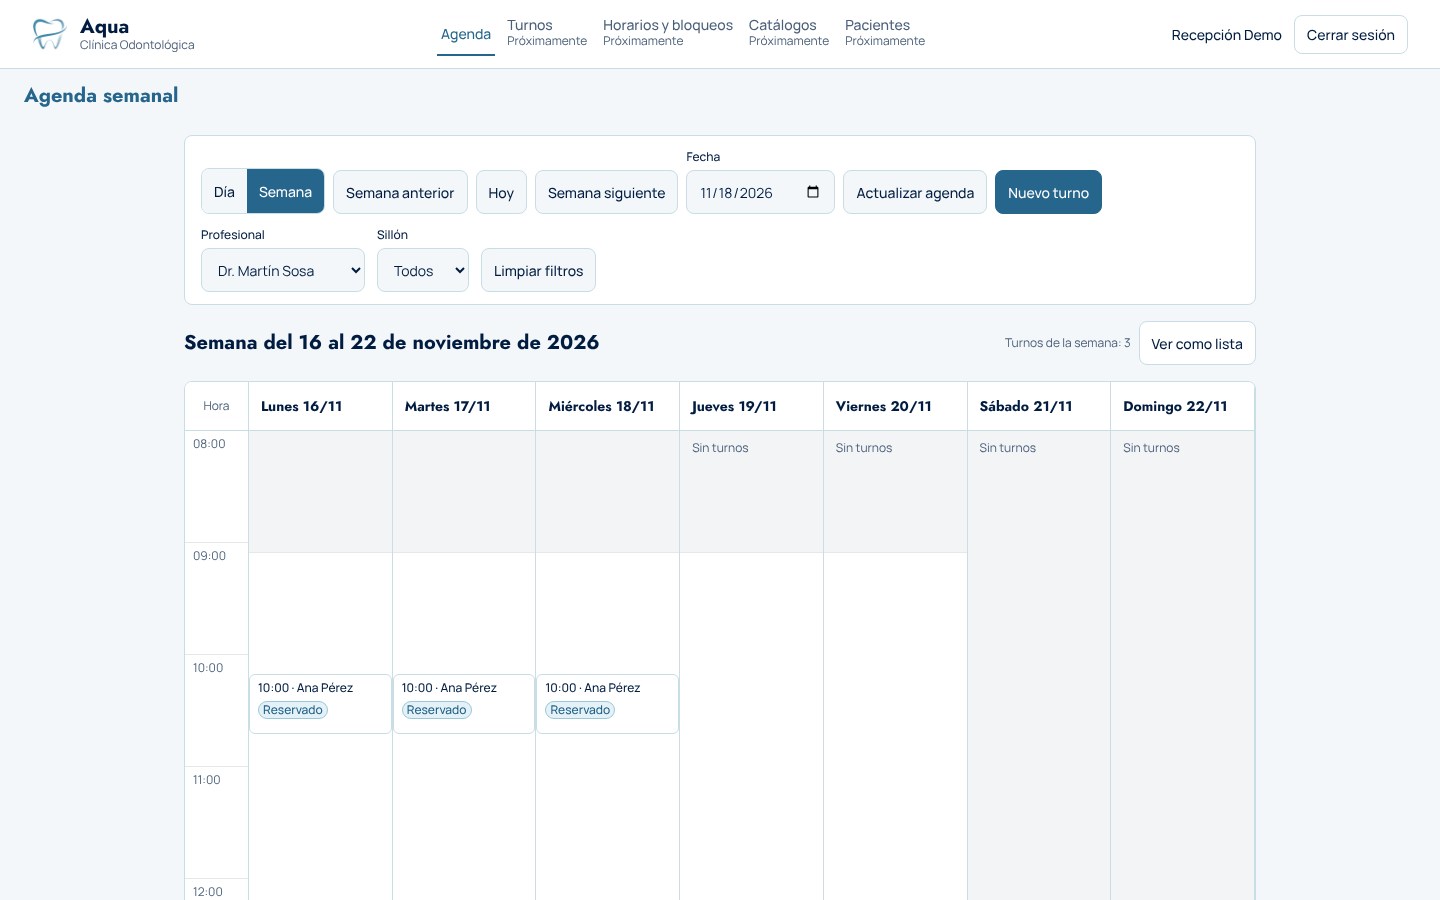 Aqua
Clínica Odontológica
Agenda
Turnos
Próximamente
Horarios y bloqueos
Próximamente
Catálogos
Próximamente
Pacientes
Próximamente
Recepción Demo
Cerrar sesión
Agenda semanal
Fecha
Día
Semana
Semana anterior
Hoy
Semana siguiente
11/18/2026
Actualizar agenda
Nuevo turno
Profesional
Sillón
Dr. Martín Sosa
Todos
Limpiar filtros
Semana del 16 al 22 de noviembre de 2026
Turnos de la semana: 3
Ver como lista
Hora
Lunes 16/11
Martes 17/11
Miércoles 18/11
Jueves 19/11
Viernes 20/11
Sábado 21/11
Domingo 22/11
08:00
Sin turnos
Sin turnos
Sin turnos
Sin turnos
09:00
10:00
10:00 · Ana Pérez
Reservado
10:00 · Ana Pérez
Reservado
10:00 · Ana Pérez
Reservado
11:00
12:00